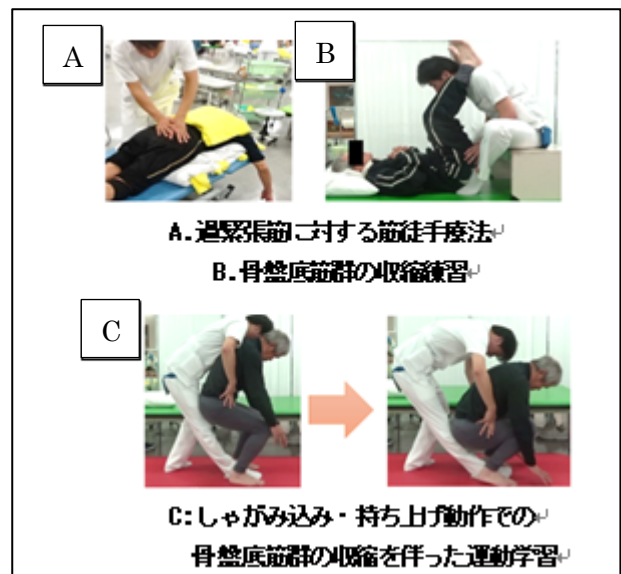 A
B
A.過緊張筋に対する筋徒手療法↵
B.骨盤底筋群の収縮練習↵
C
C:しゃがみ込み・持ち上げ動作での↵
骨盤底筋群の収縮を伴った運動学習↵